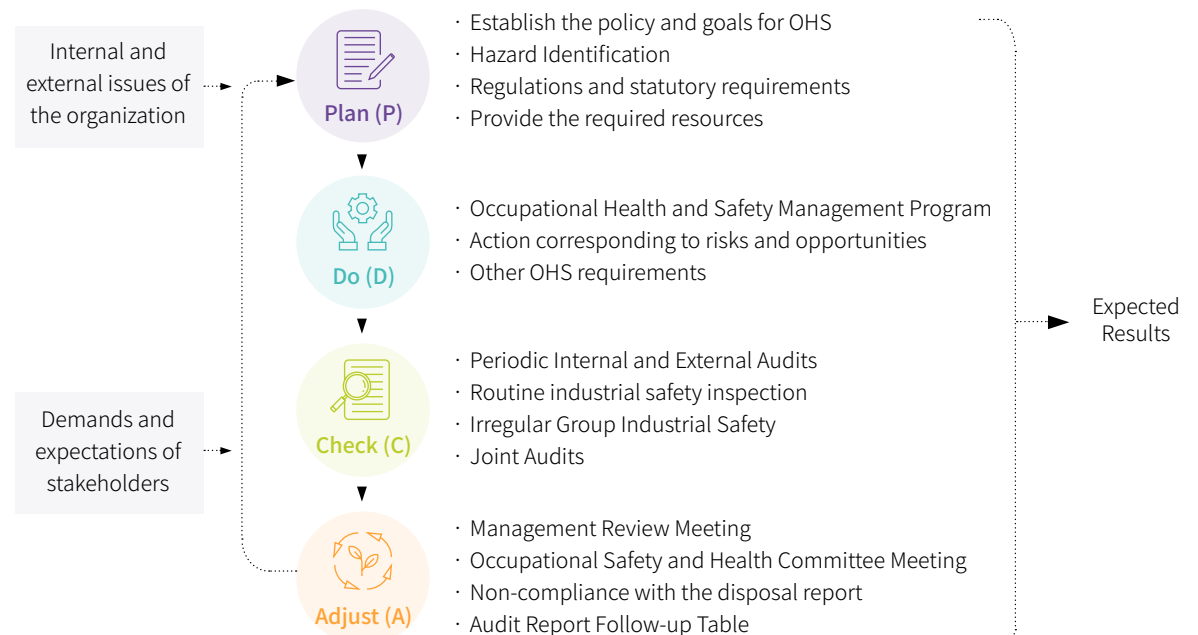 Internal and
external issues of
the organization
Plan (P)
· Establish the policy and goals for OHS
· Hazard Identification
· Regulations and statutory requirements
· Provide the required resources
Do (D)
· Occupational Health and Safety Management Program
· Action corresponding to risks and opportunities
· Other OHS requirements
Expected
Results
Demands and
expectations of
stakeholders
Check (C)
· Periodic Internal and External Audits
· Routine industrial safety inspection
· Irregular Group Industrial Safety
· Joint Audits
Adjust (A)
· Management Review Meeting
· Occupational Safety and Health Committee Meeting
· Non-compliance with the disposal report
· Audit Report Follow-up Table